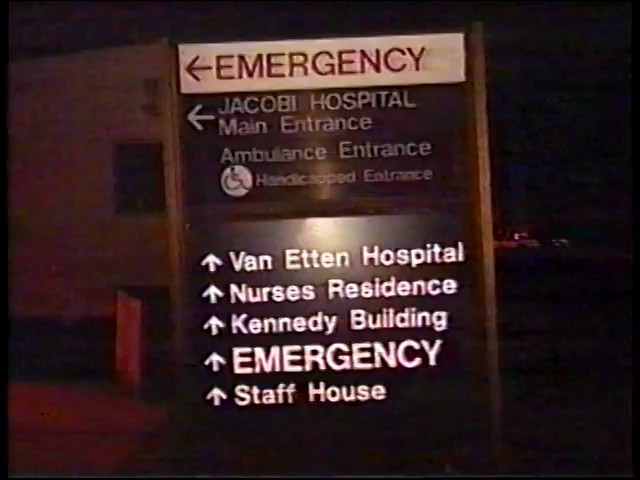 ←EMERGENCY
← JACOBI HOSPITAL
Main Entrance
Ambulance Entrance
Handicapped Entrance
↑ Van Etten Hospital
↑ Nurses Residence
↑ Kennedy Building
↑ EMERGENCY
↑ Staff House